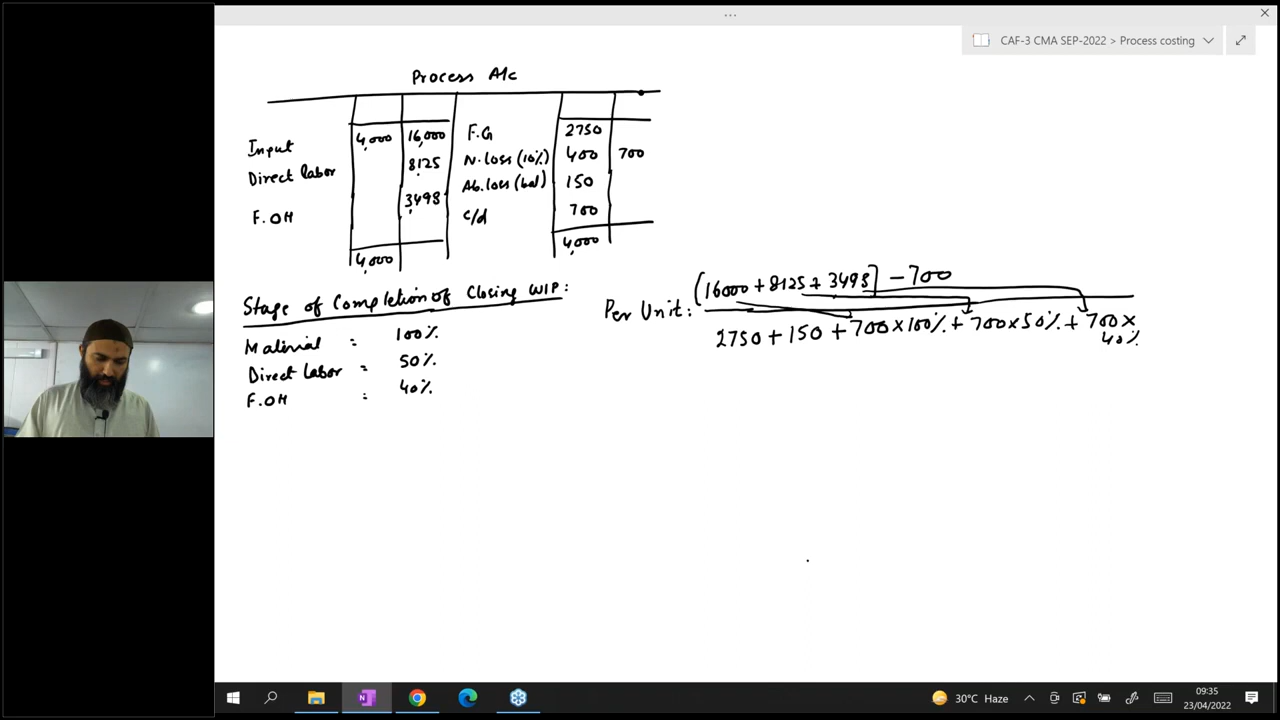 CAF-3 CMA SEP-2022 > Process costing
Process A/c
Input 4,000 16,000 F.G 2750
Direct labor 8125 N.loss (10%) 400 700
Ab.loss (bal) 150
F.OH 3498 c/d 700
4,000 4,000
Stage of Completion of Closing WIP:
Material = 100%
Direct labor = 50%
F.OH : 40%
Per Unit: (16000+8125+3498] - 700
2750 + 150 + 700×100% + 700×50% + 700×
40%
30°C Haze
09:35
23/04/2022